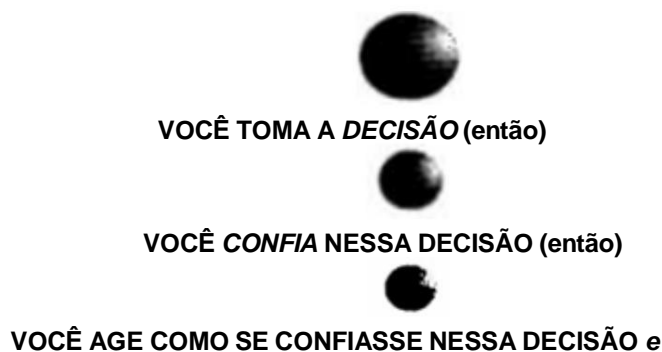 VOCÊ TOMA A DECISÃO (então)
VOCÊ CONFIA NESSA DECISÃO (então)
VOCÊ AGE COMO SE CONFIASSE NESSA DECISÃO e